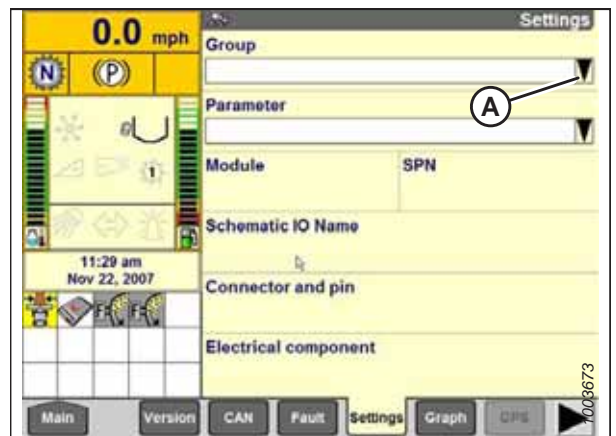 0.0 mph
Settings
Group
N
P
A
Parameter
Module
SPN
1
Schematic IO Name
11:29 am
Nov 22, 2007
Connector and pin
Electrical component
Main
Version
CAN
Fault
Settings
Graph
GPS
1003673